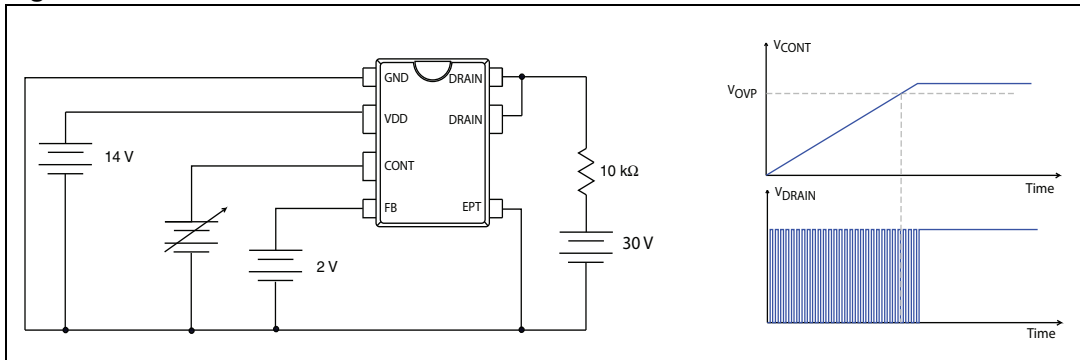 GND
DRAIN
VDD
DRAIN
CONT
FB
EPT
14 V
2 V
10 kΩ
30 V
VCONT
VOVP
Time
VDRAIN
Time